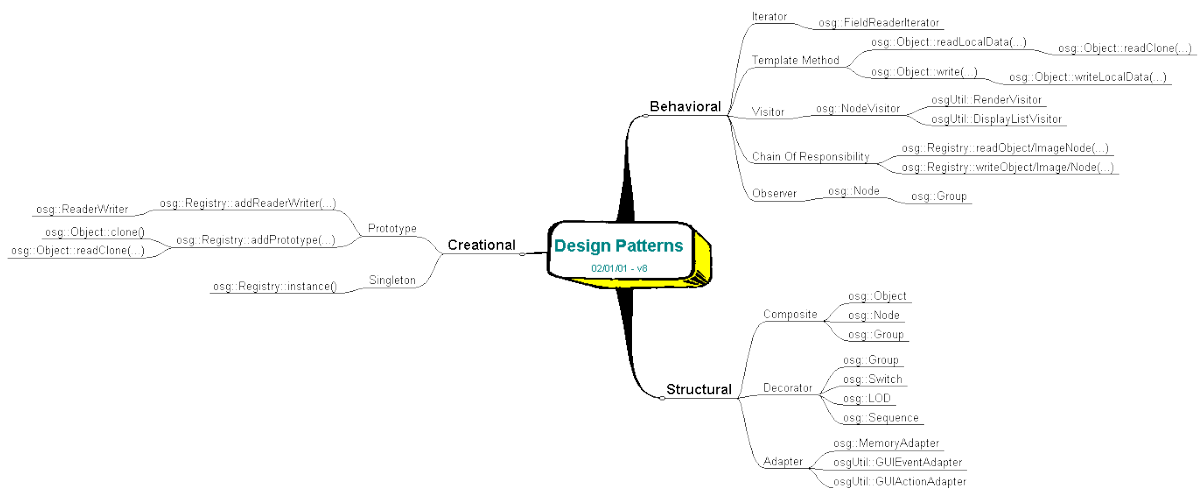 Design Patterns
02/01/01 - v8
Behavioral
Iterator
osg::FieldReaderIterator
Template Method
osg::Object::readLocalData(...)
osg::Object::readClone(...)
osg::Object::write(...)
osg::Object::writeLocalData(...)
Visitor
osg::NodeVisitor
osgUtil::RenderVisitor
osgUtil::DisplayListVisitor
Chain Of Responsibility
osg::Registry::readObject/ImageNode(...)
osg::Registry::writeObject/Image/Node(...)
Observer
osg::Node
osg::Group
Creational
Prototype
osg::Registry::addReaderWriter(...)
osg::ReaderWriter
osg::Registry::addPrototype(...)
osg::Object::clone()
osg::Object::readClone(...)
Singleton
osg::Registry::instance()
Structural
Composite
osg::Object
osg::Node
osg::Group
Decorator
osg::Group
osg::Switch
osg::LOD
osg::Sequence
Adapter
osg::MemoryAdapter
osgUtil::GUIEventAdapter
osgUtil::GUIActionAdapter